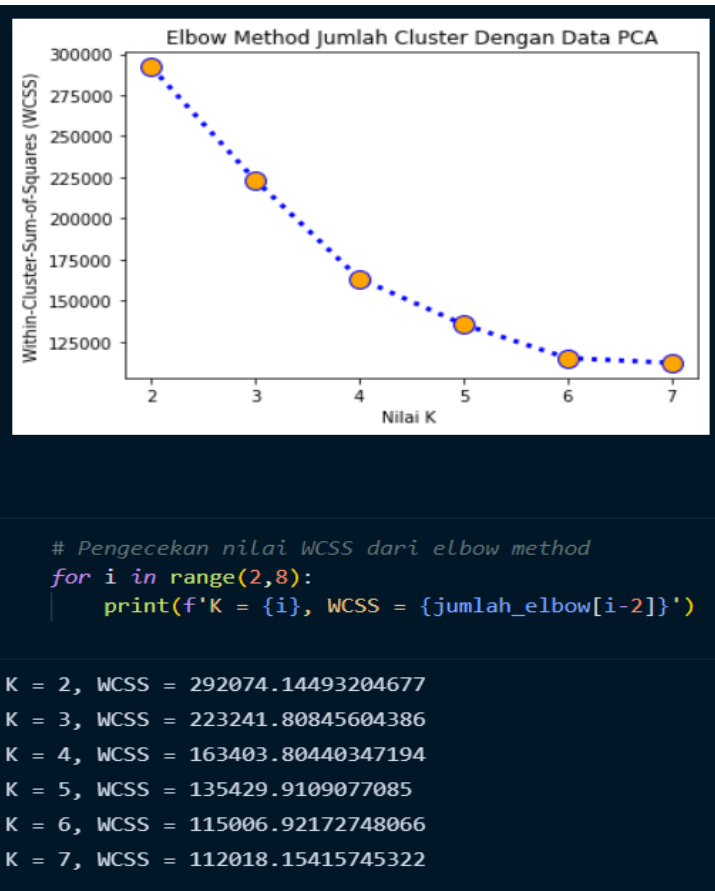 Elbow Method Jumlah Cluster Dengan Data PCA
Within-Cluster-Sum-of-Squares (WCSS)
300000
275000
250000
225000
200000
175000
150000
125000
2 3 4 5 6 7
Nilai K
# Pengecekan nilai WCSS dari elbow method
for i in range(2,8):
    print(f'K = {i}, WCSS = {jumlah_elbow[i-2]}')
K = 2, WCSS = 292074.14493204677
K = 3, WCSS = 223241.80845604386
K = 4, WCSS = 163403.80440347194
K = 5, WCSS = 135429.9109077085
K = 6, WCSS = 115006.92172748066
K = 7, WCSS = 112018.15415745322